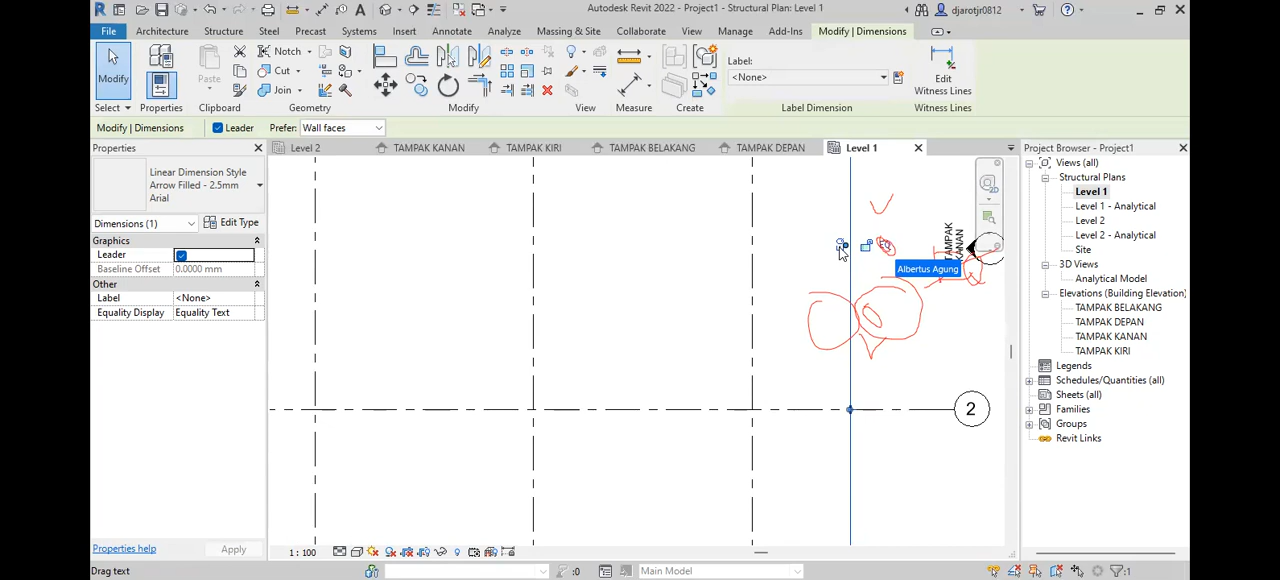 Autodesk Revit 2022 - Project1 - Structural Plan: Level 1
djarotjr0812
File Architecture Structure Steel Precast Systems Insert Annotate Analyze Massing & Site Collaborate View Manage Add-Ins Modify | Dimensions
Modify
Select
Properties
Paste
Clipboard
Notch
Cut
Join
Geometry
Modify
View
Measure
Create
Label:
<None>
Label Dimension
Edit
Witness Lines
Witness Lines
Modify | Dimensions Leader Prefer: Wall faces
Properties
Linear Dimension Style
Arrow Filled - 2.5mm
Arial
Dimensions (1) Edit Type
Graphics
Leader
Baseline Offset 0.0000 mm
Other
Label <None>
Equality Display Equality Text
Properties help Apply
Level 2 TAMPAK KANAN TAMPAK KIRI TAMPAK BELAKANG TAMPAK DEPAN Level 1
TAMPAK
KANAN
Albertus Agung
2
Project Browser - Project1
Views (all)
Structural Plans
Level 1
Level 1 - Analytical
Level 2
Level 2 - Analytical
Site
3D Views
Analytical Model
Elevations (Building Elevation)
TAMPAK BELAKANG
TAMPAK DEPAN
TAMPAK KANAN
TAMPAK KIRI
Legends
Schedules/Quantities (all)
Sheets (all)
Families
Groups
Revit Links
1 : 100
Drag text :0 Main Model :1